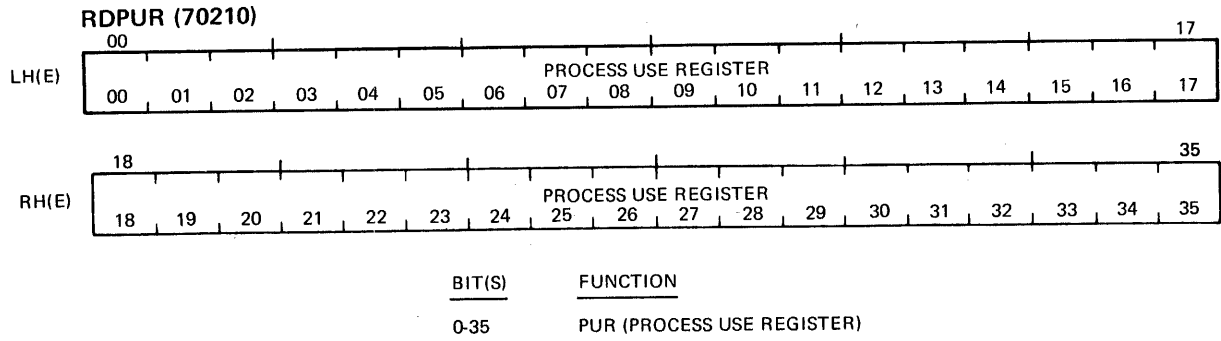 RDPUR (70210)
00 17
LH(E) PROCESS USE REGISTER
00 01 02 03 04 05 06 07 08 09 10 11 12 13 14 15 16 17
18 35
RH(E) PROCESS USE REGISTER
18 19 20 21 22 23 24 25 26 27 28 29 30 31 32 33 34 35
BIT(S) FUNCTION
0-35 PUR (PROCESS USE REGISTER)